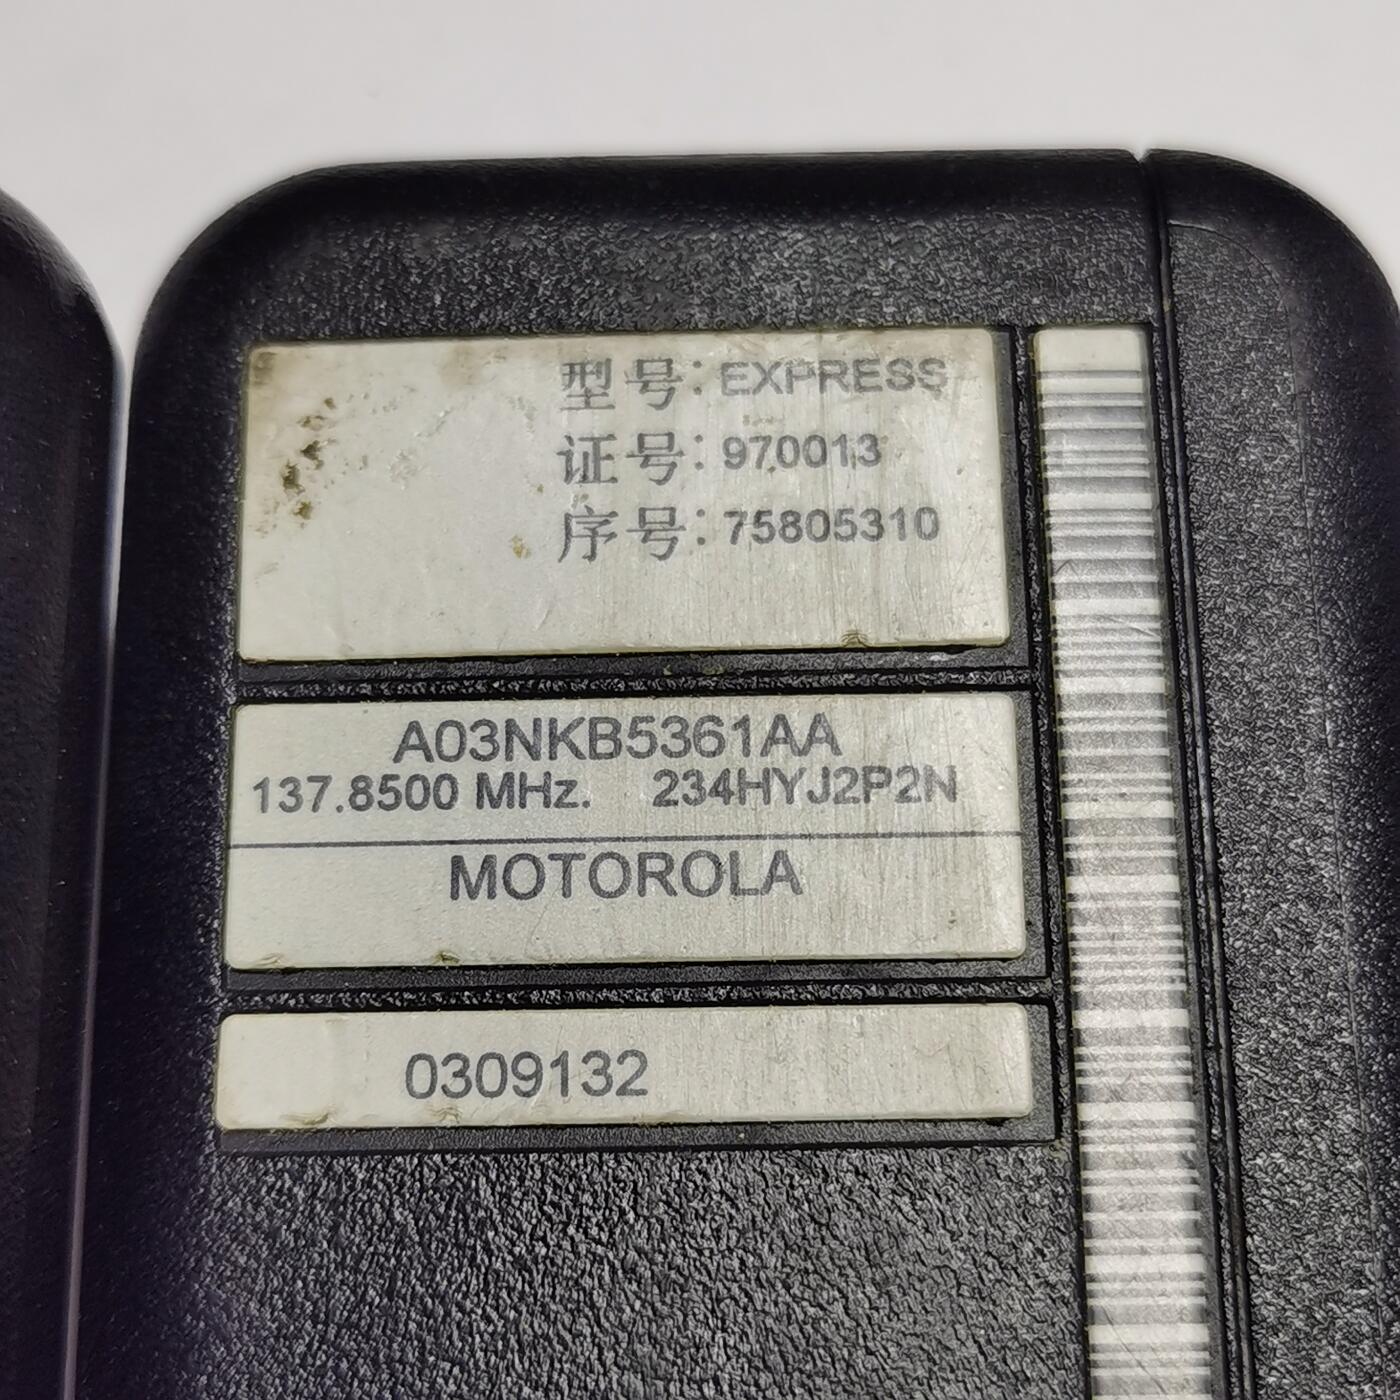 型号:EXPRESS
证号:970013
序号:75805310
A03NKB5361AA
137.8500 MHz. 234HYJ2P2N
MOTOROLA
0309132